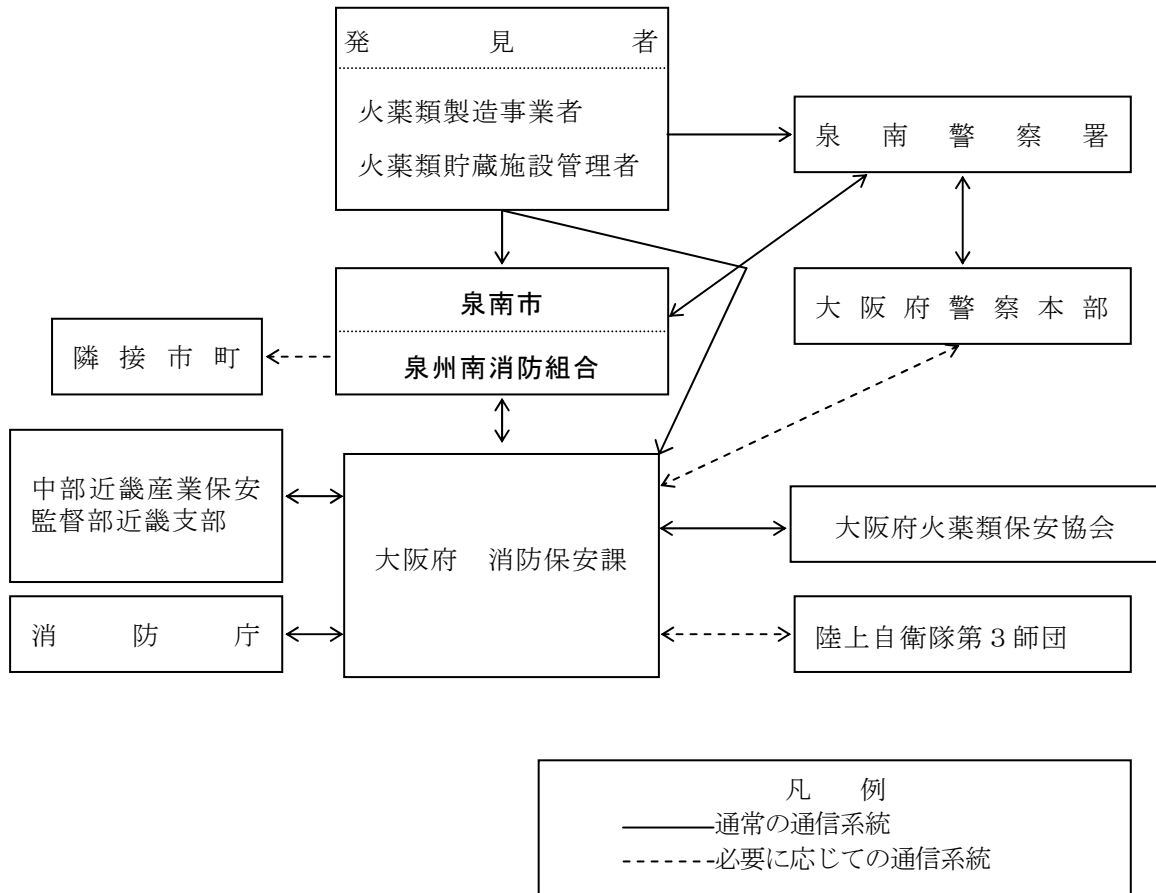 発見者
火薬類製造事業者
火薬類貯蔵施設管理者
泉南警察署
泉南市
泉州南消防組合
大阪府警察本部
隣接市町
中部近畿産業保安
監督部近畿支部
大阪府　消防保安課
大阪府火薬類保安協会
消防庁
陸上自衛隊第３師団
凡　例
通常の通信系統
必要に応じての通信系統